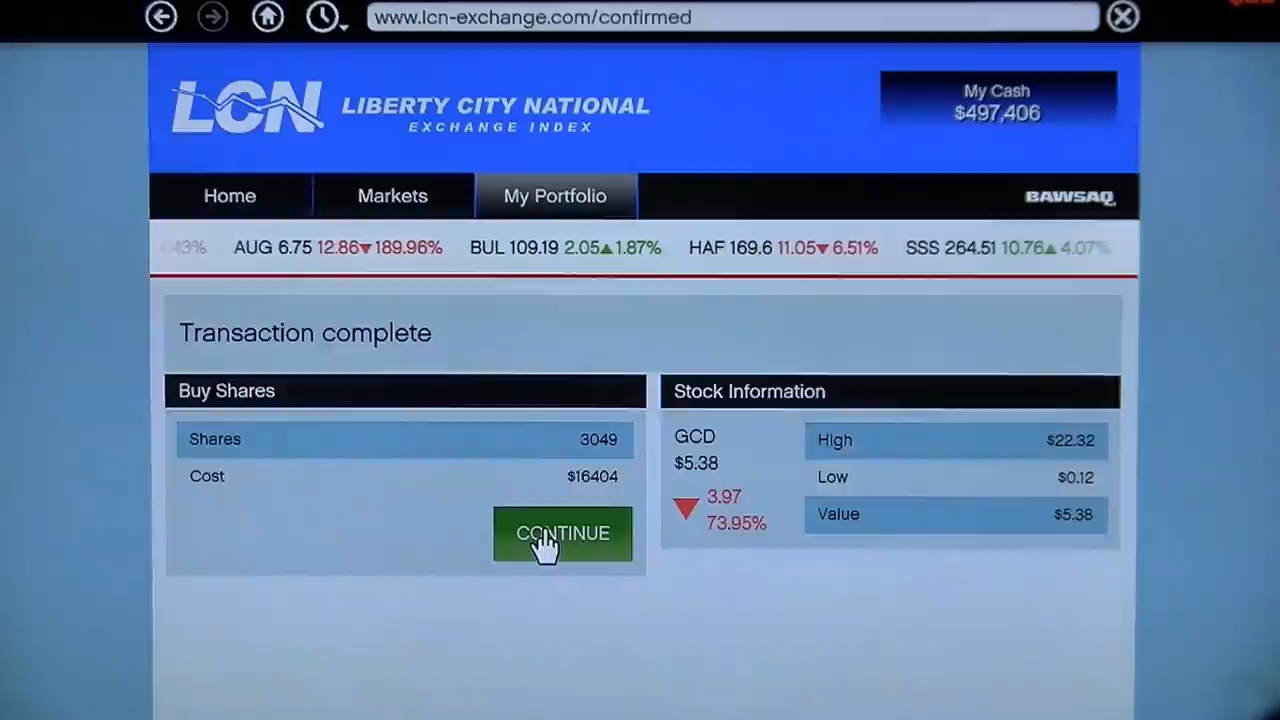 www.lcn-exchange.com/confirmed
LCN LIBERTY CITY NATIONAL
EXCHANGE INDEX
My Cash
$497,406
Home Markets My Portfolio BAWSAQ
43% AUG 6.75 12.86▼189.96% BUL 109.19 2.05▲1.87% HAF 169.6 11.05▼6.51% SSS 264.51 10.76▲4.07%
Transaction complete
Buy Shares
Shares 3049
Cost $16404
CONTINUE
Stock Information
GCD
$5.38
▼ 3.97
73.95%
High $22.32
Low $0.12
Value $5.38